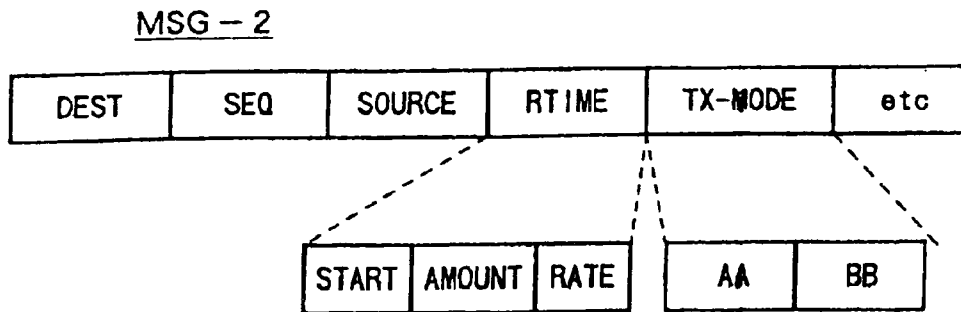 MSG-2
DEST SEQ SOURCE RTIME TX-MODE etc
START AMOUNT RATE AA BB